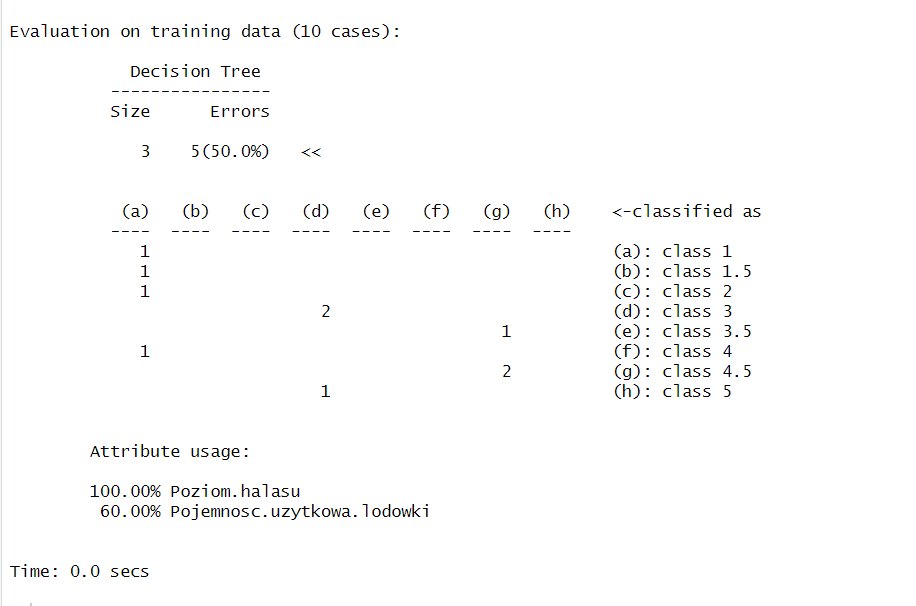 Evaluation on training data (10 cases):
Decision Tree
----------------
Size      Errors
3    5(50.0%)   <<
(a)   (b)   (c)   (d)   (e)   (f)   (g)   (h)    <-classified as
----  ----  ----  ----  ----  ----  ----  ----
1                                               (a): class 1
1                                               (b): class 1.5
1                                               (c): class 2
2                             (d): class 3
1           (e): class 3.5
1                                               (f): class 4
2           (g): class 4.5
1                             (h): class 5
Attribute usage:
100.00% Poziom.halasu
60.00% Pojemnosc.uzytkowa.lodowki
Time: 0.0 secs